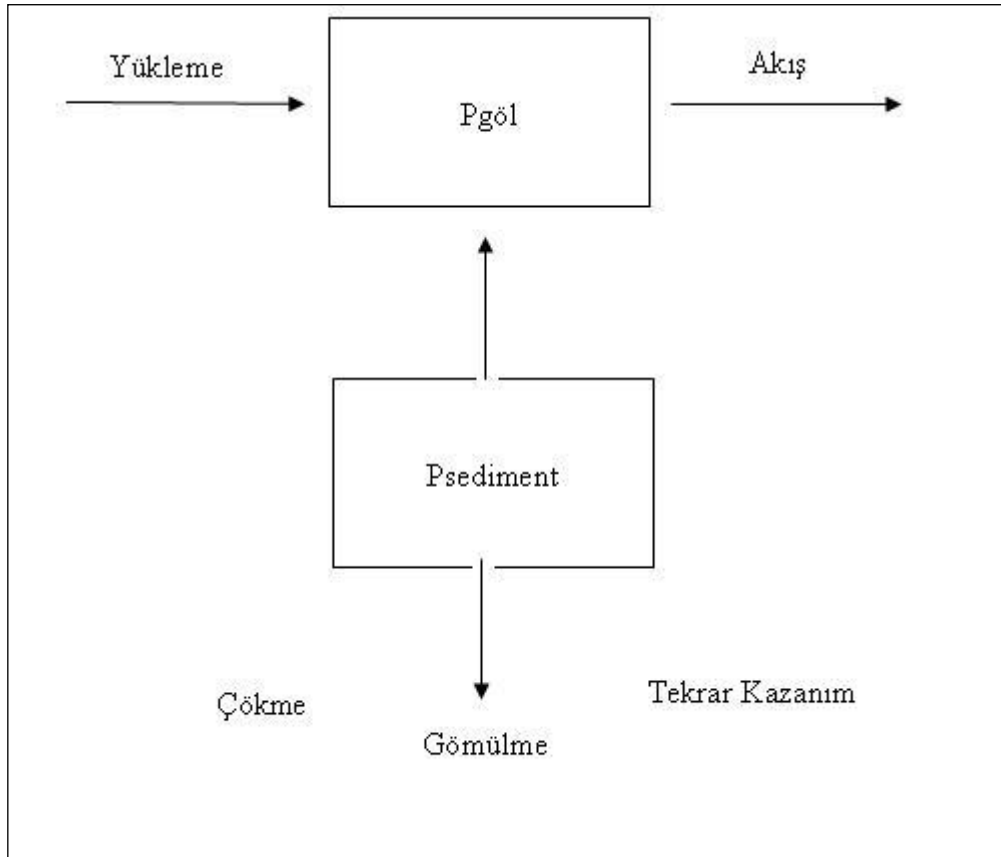 Yükleme
Akış
Pgöl
Psediment
Çökme
Tekrar Kazanım
Gömülme